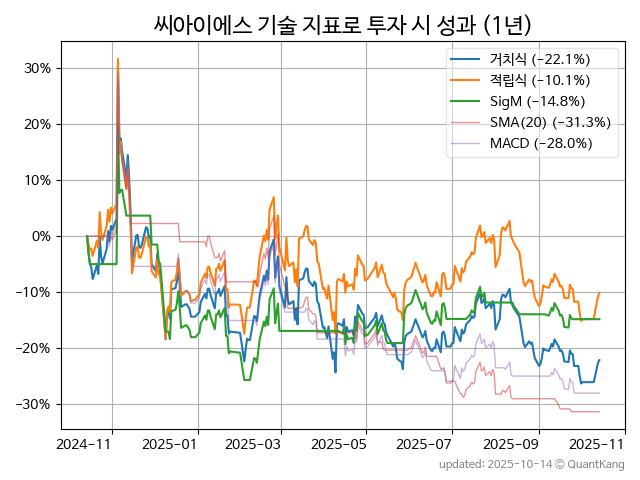 씨아이에스 기술 지표로 투자 시 성과 (1년)
거치식 (−22.1%)
적립식 (−10.1%)
SigM (−14.8%)
SMA(20) (−31.3%)
MACD (−28.0%)
30%
20%
10%
0%
−10%
−20%
−30%
2024-11 2025-01 2025-03 2025-05 2025-07 2025-09 2025-11
updated: 2025-10-14 © QuantKang